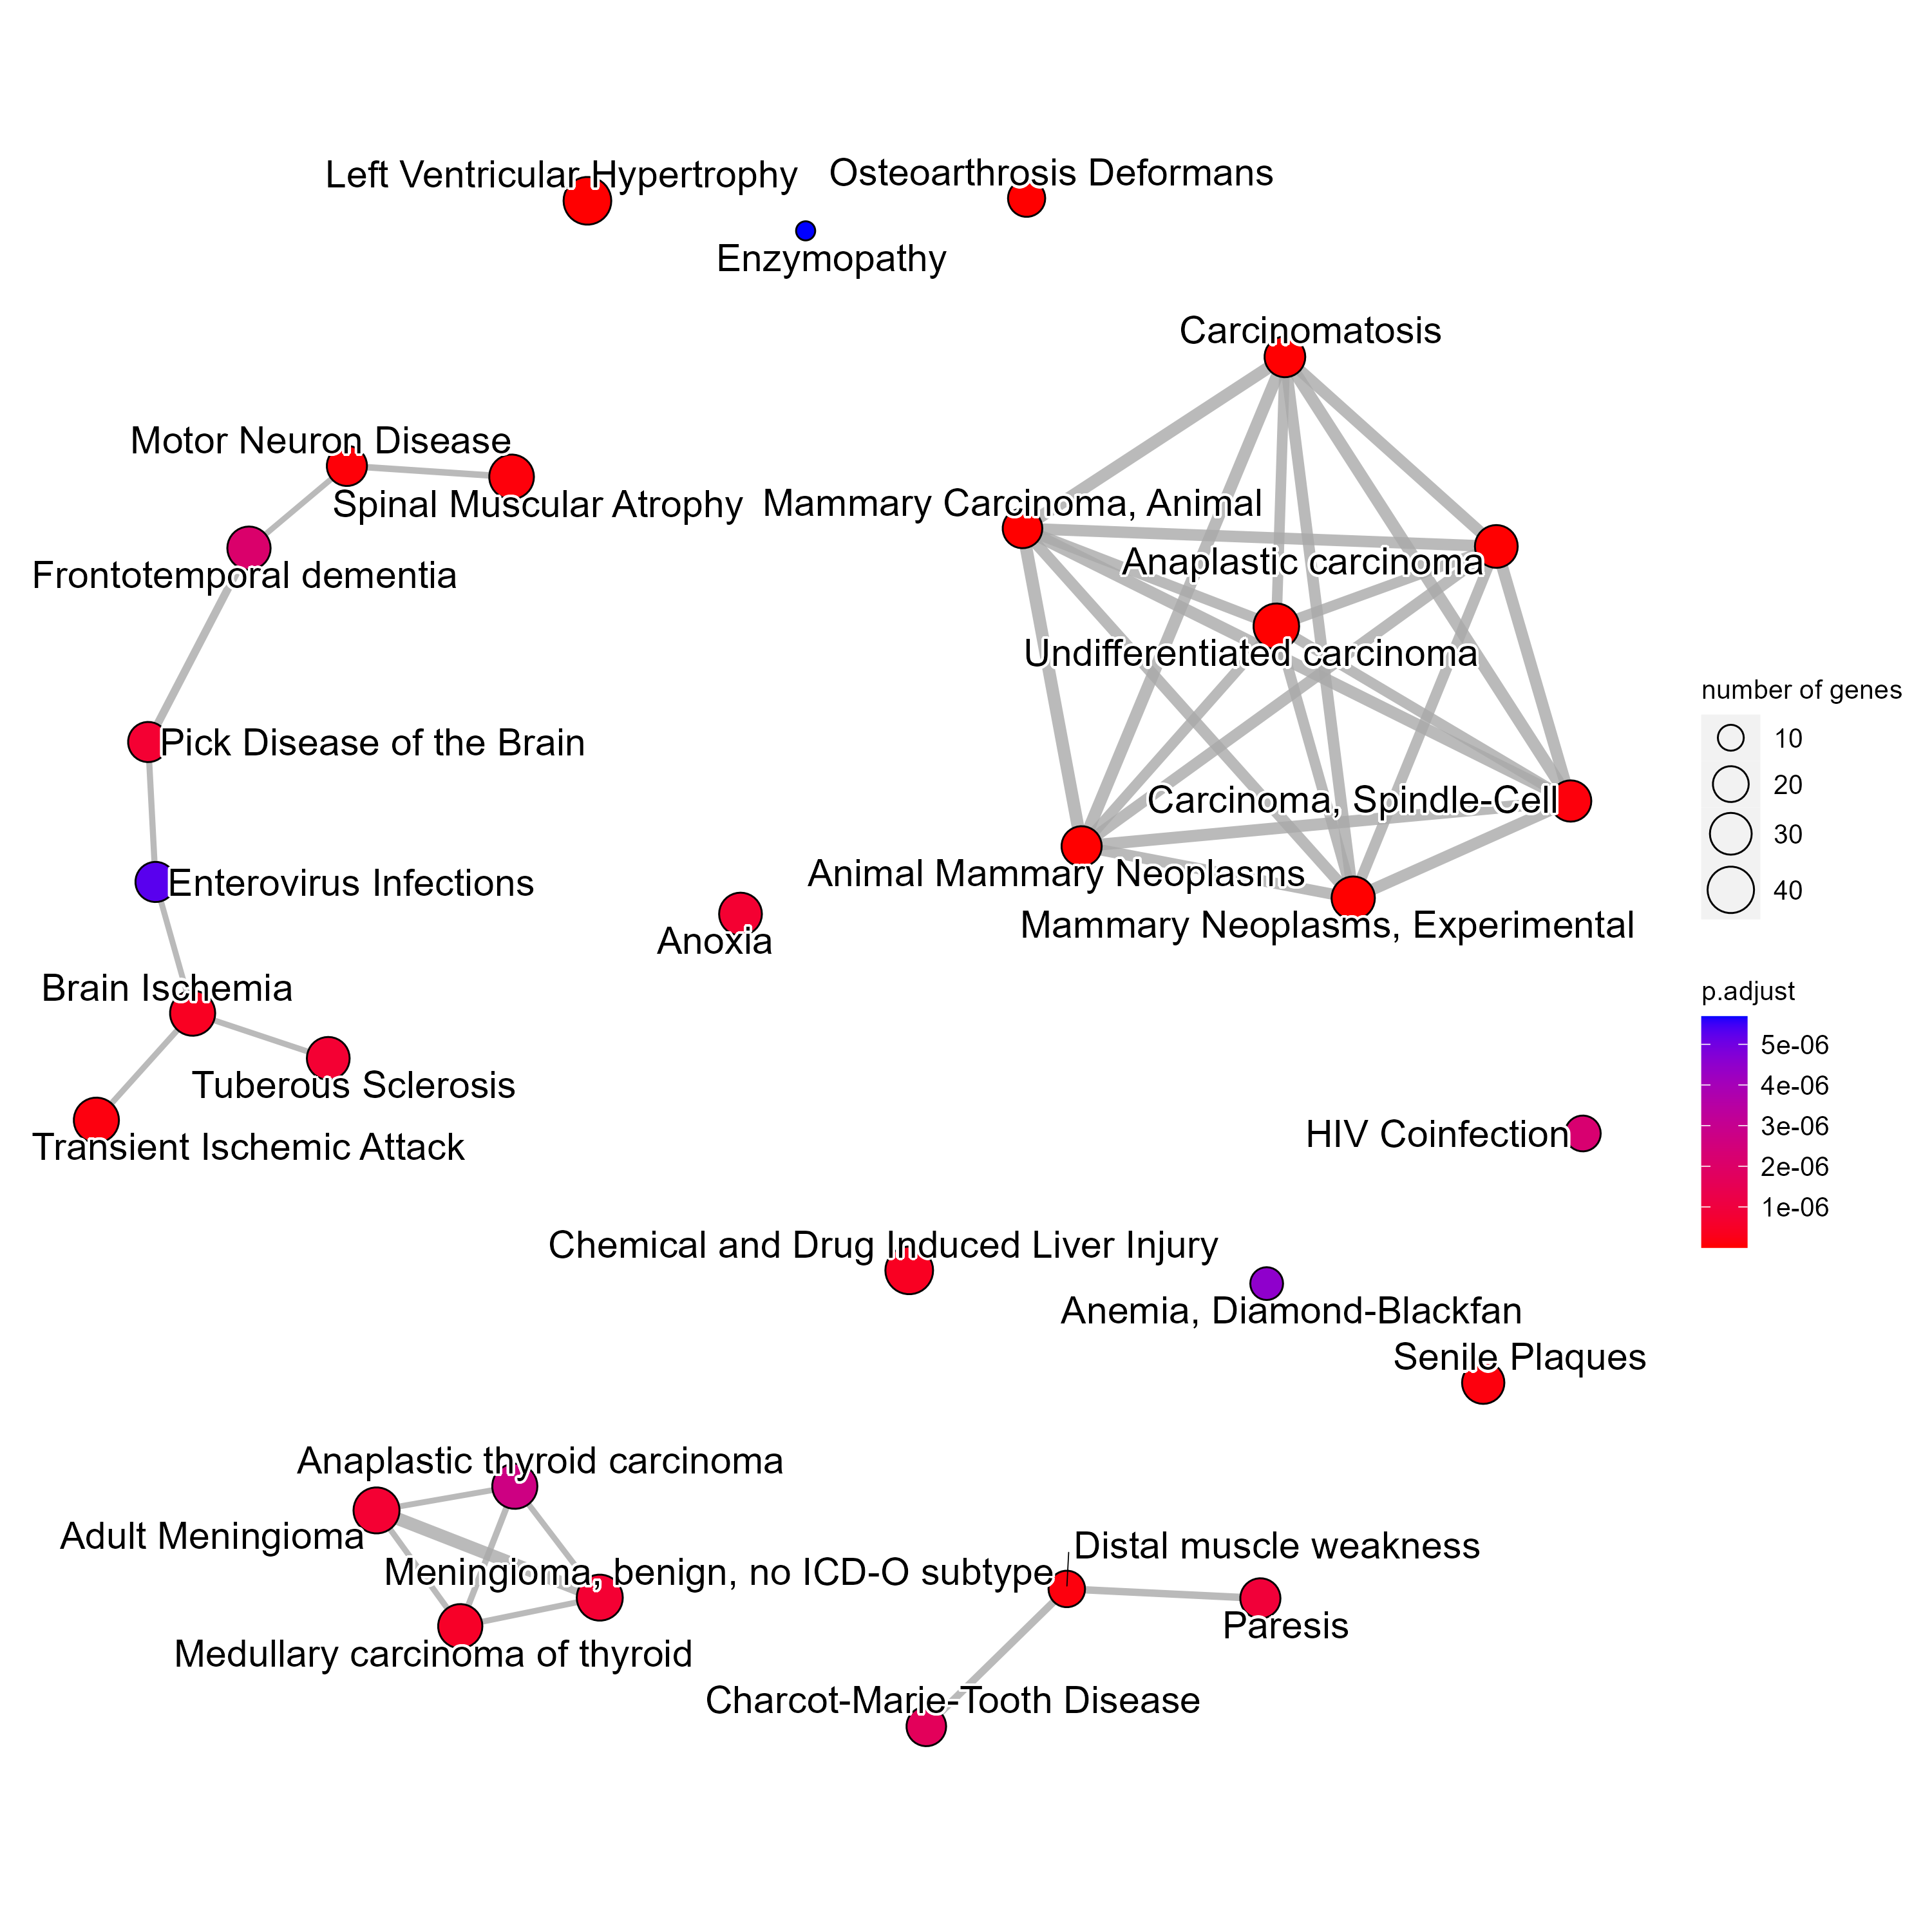 Left Ventricular Hypertrophy
Osteoarthrosis Deformans
Enzymopathy
Carcinomatosis
Motor Neuron Disease
Spinal Muscular Atrophy
Mammary Carcinoma, Animal
Anaplastic carcinoma
Frontotemporal dementia
Undifferentiated carcinoma
number of genes
10
20
30
40
Pick Disease of the Brain
Carcinoma, Spindle-Cell
Enterovirus Infections
Animal Mammary Neoplasms
Mammary Neoplasms, Experimental
Anoxia
Brain Ischemia
p.adjust
5e-06
4e-06
3e-06
2e-06
1e-06
Tuberous Sclerosis
Transient Ischemic Attack
HIV Coinfection
Chemical and Drug Induced Liver Injury
Anemia, Diamond-Blackfan
Senile Plaques
Anaplastic thyroid carcinoma
Adult Meningioma
Distal muscle weakness
Meningioma, benign, no ICD-O subtype
Paresis
Medullary carcinoma of thyroid
Charcot-Marie-Tooth Disease